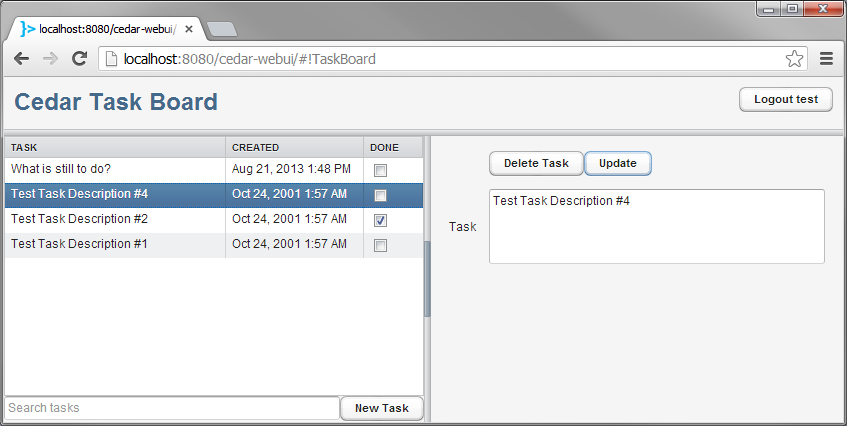 localhost:8080/cedar-webui/
localhost:8080/cedar-webui/#!TaskBoard
Cedar Task Board
Logout test
TASK CREATED DONE
What is still to do? Aug 21, 2013 1:48 PM
Test Task Description #4 Oct 24, 2001 1:57 AM
Test Task Description #2 Oct 24, 2001 1:57 AM
Test Task Description #1 Oct 24, 2001 1:57 AM
Search tasks New Task
Delete Task Update
Task Test Task Description #4